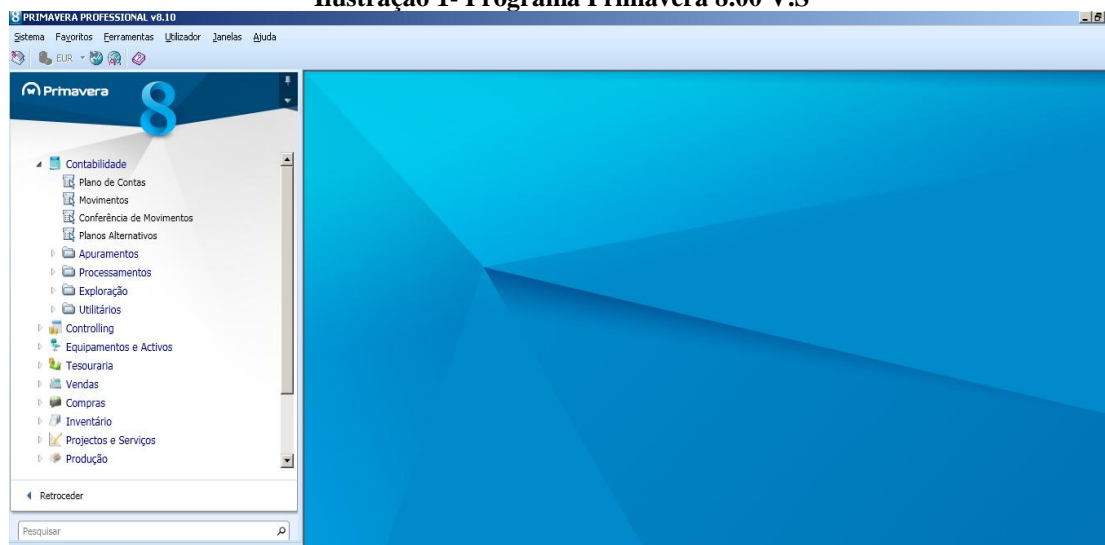 Ilustração 1- Programa Primavera 8.00 V.S
8 PRIMAVERA PROFESSIONAL v8.10
Sistema Favoritos Ferramentas Utilizador Janelas Ajuda
EUR
Primavera 8
Contabilidade
Plano de Contas
Movimentos
Conferência de Movimentos
Planos Alternativos
Apuramentos
Processamentos
Exploração
Utilitários
Controlling
Equipamentos e Activos
Tesouraria
Vendas
Compras
Inventário
Projectos e Serviços
Produção
Retroceder
Pesquisar